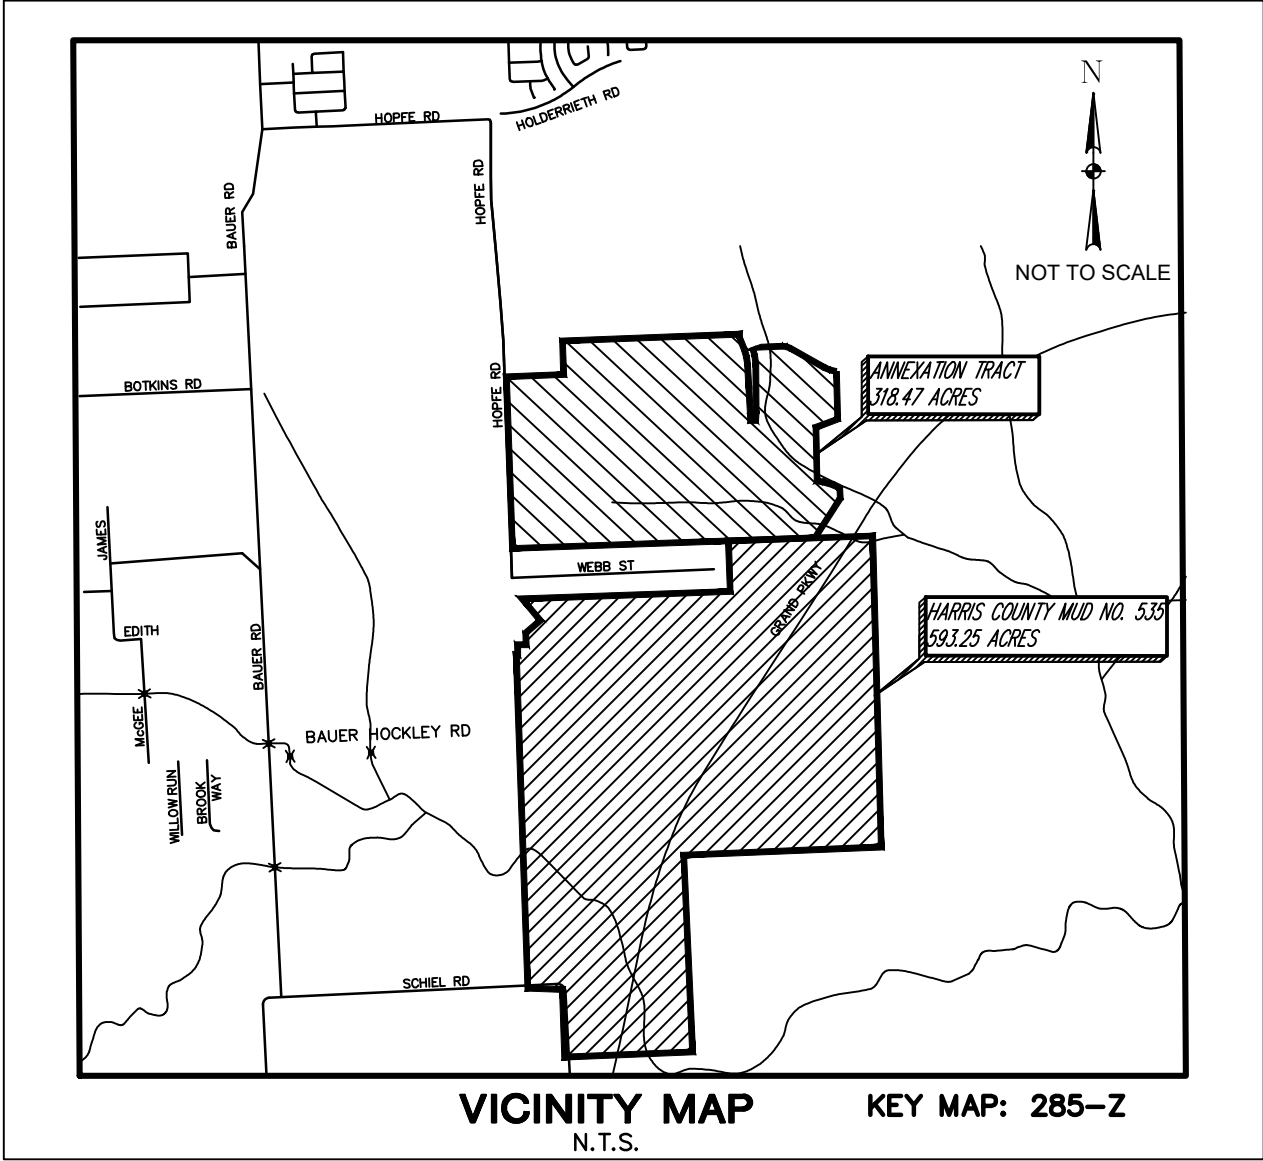 N
HOLDERRIETH RD
HOPFE RD
HOPFE RD
BAUER RD
NOT TO SCALE
ANNEXATION TRACT
318.47 ACRES
BOTKINS RD
HOPFE RD
JAMES
WEBB ST
GRAND PKWY
HARRIS COUNTY MUD NO. 535
593.25 ACRES
EDITH
BAUER RD
McGEE
BAUER HOCKLEY RD
WILLOW RUN
BROOK
WAY
SCHIEL RD
VICINITY MAP
KEY MAP: 285-Z
N.T.S.